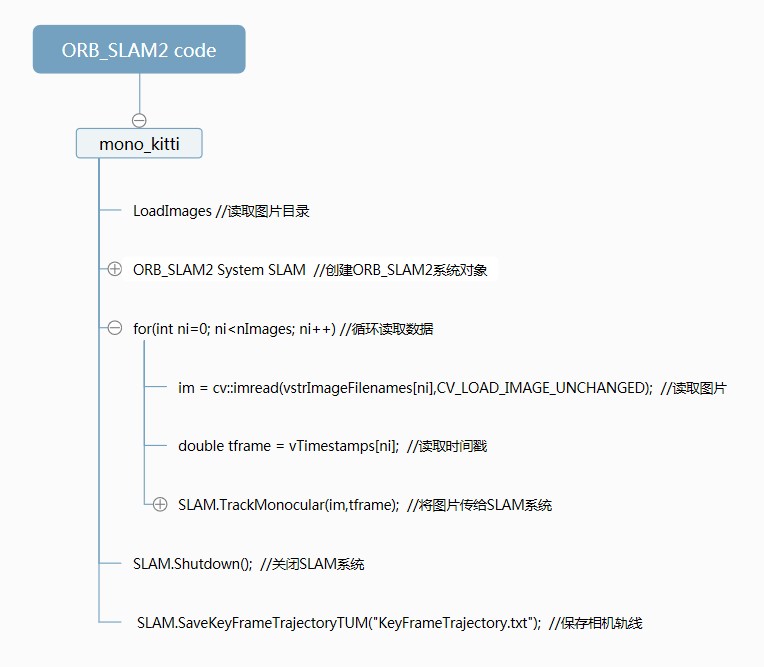 ORB_SLAM2 code
mono_kitti
LoadImages //读取图片目录
ORB_SLAM2 System SLAM  //创建ORB_SLAM2系统对象
for(int ni=0; ni<nImages; ni++) //循环读取数据
im = cv::imread(vstrImageFilenames[ni],CV_LOAD_IMAGE_UNCHANGED);  //读取图片
double tframe = vTimestamps[ni];  //读取时间戳
SLAM.TrackMonocular(im,tframe);  //将图片传给SLAM系统
SLAM.Shutdown();  //关闭SLAM系统
SLAM.SaveKeyFrameTrajectoryTUM("KeyFrameTrajectory.txt");  //保存相机轨线